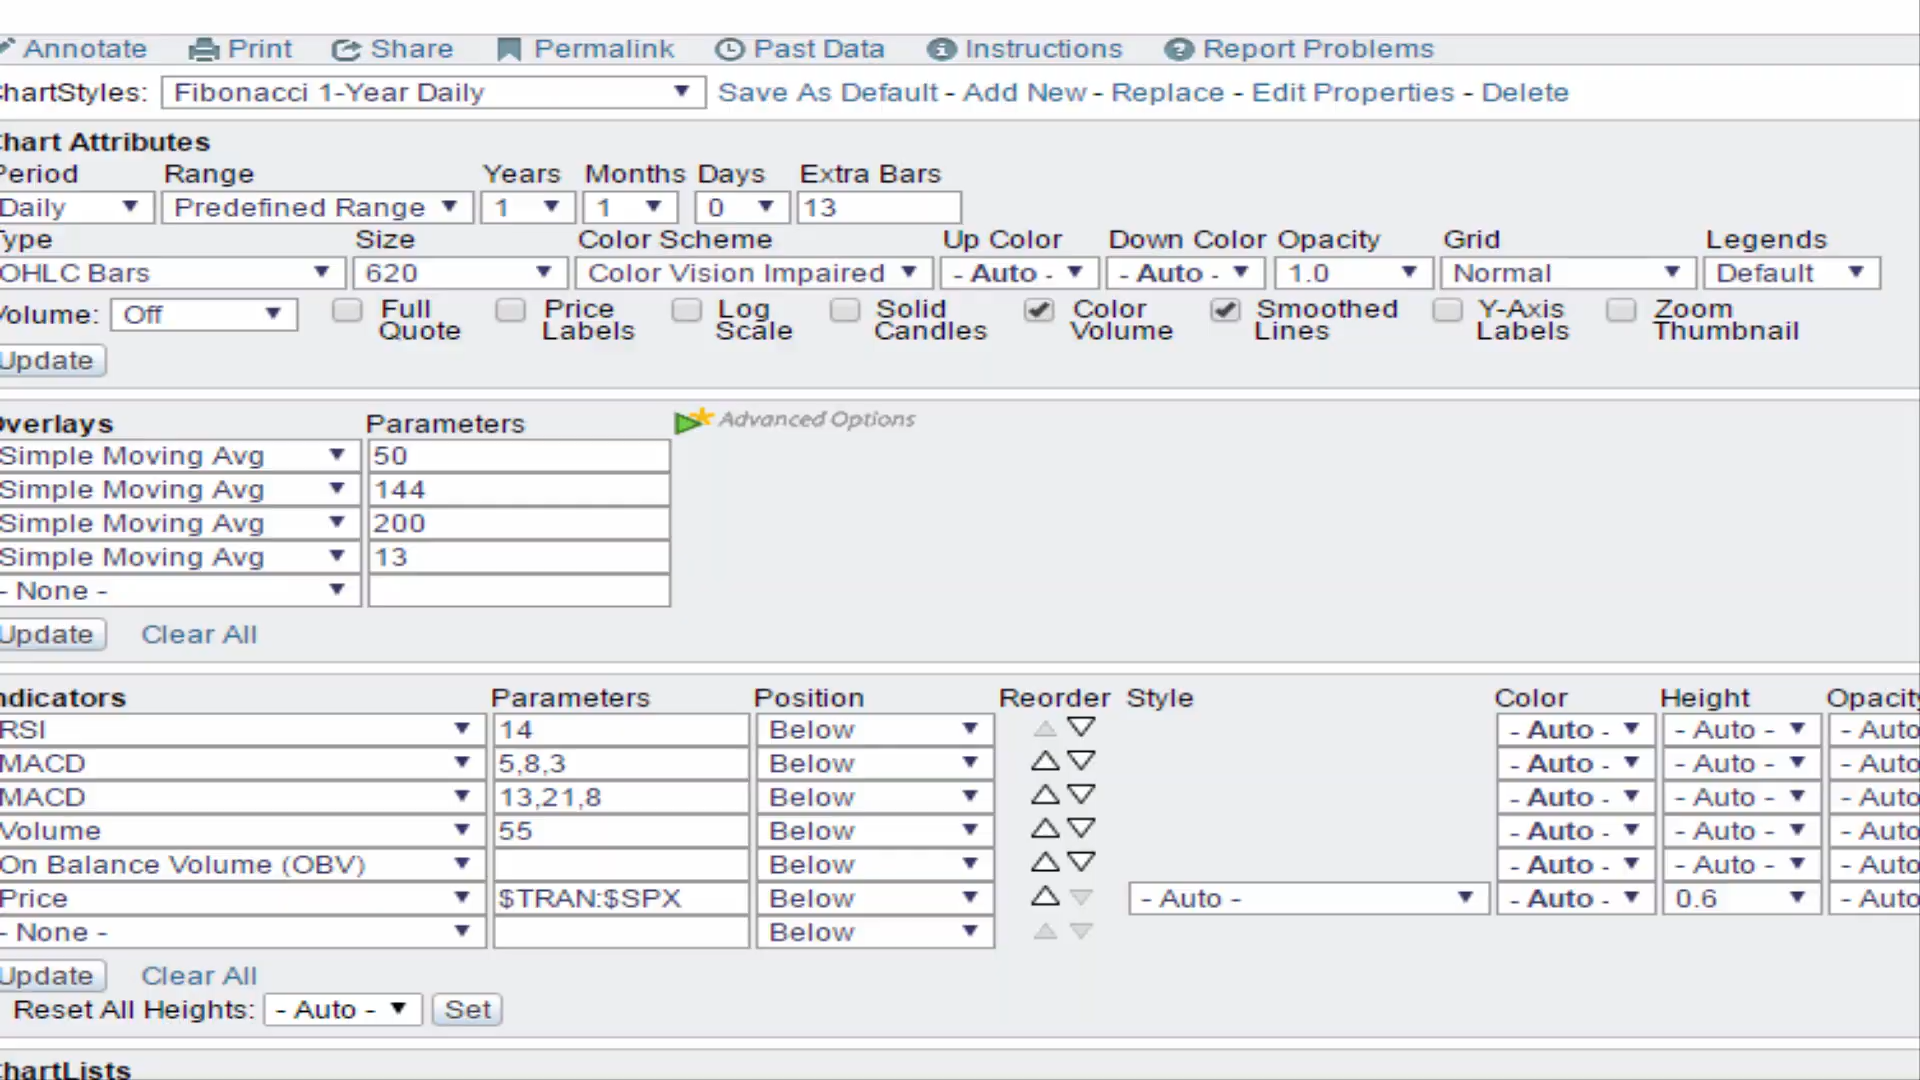 Annotate Print Share Permalink Past Data Instructions Report Problems
hartStyles: Fibonacci 1-Year Daily Save As Default - Add New - Replace - Edit Properties - Delete
hart Attributes
Period Range Years Months Days Extra Bars
Daily Predefined Range 1 1 0 13
Type Size Color Scheme Up Color Down Color Opacity Grid Legends
OHLC Bars 620 Color Vision Impaired - Auto - - Auto - 1.0 Normal Default
Volume: Off Full Quote Price Labels Log Scale Solid Candles Color Volume Smoothed Lines Y-Axis Labels Zoom Thumbnail
Update
Overlays Parameters Advanced Options
Simple Moving Avg 50
Simple Moving Avg 144
Simple Moving Avg 200
Simple Moving Avg 13
- None -
Update Clear All
ndicators Parameters Position Reorder Style Color Height Opacity
RSI 14 Below - Auto - - Auto - - Auto
MACD 5,8,3 Below - Auto - - Auto - - Auto
MACD 13,21,8 Below - Auto - - Auto - - Auto
Volume 55 Below - Auto - - Auto - - Auto
On Balance Volume (OBV) Below - Auto - - Auto - - Auto
Price $TRAN:$SPX Below - Auto - - Auto - 0.6 - Auto
- None - Below
Update Clear All
Reset All Heights: - Auto - Set
hartLists